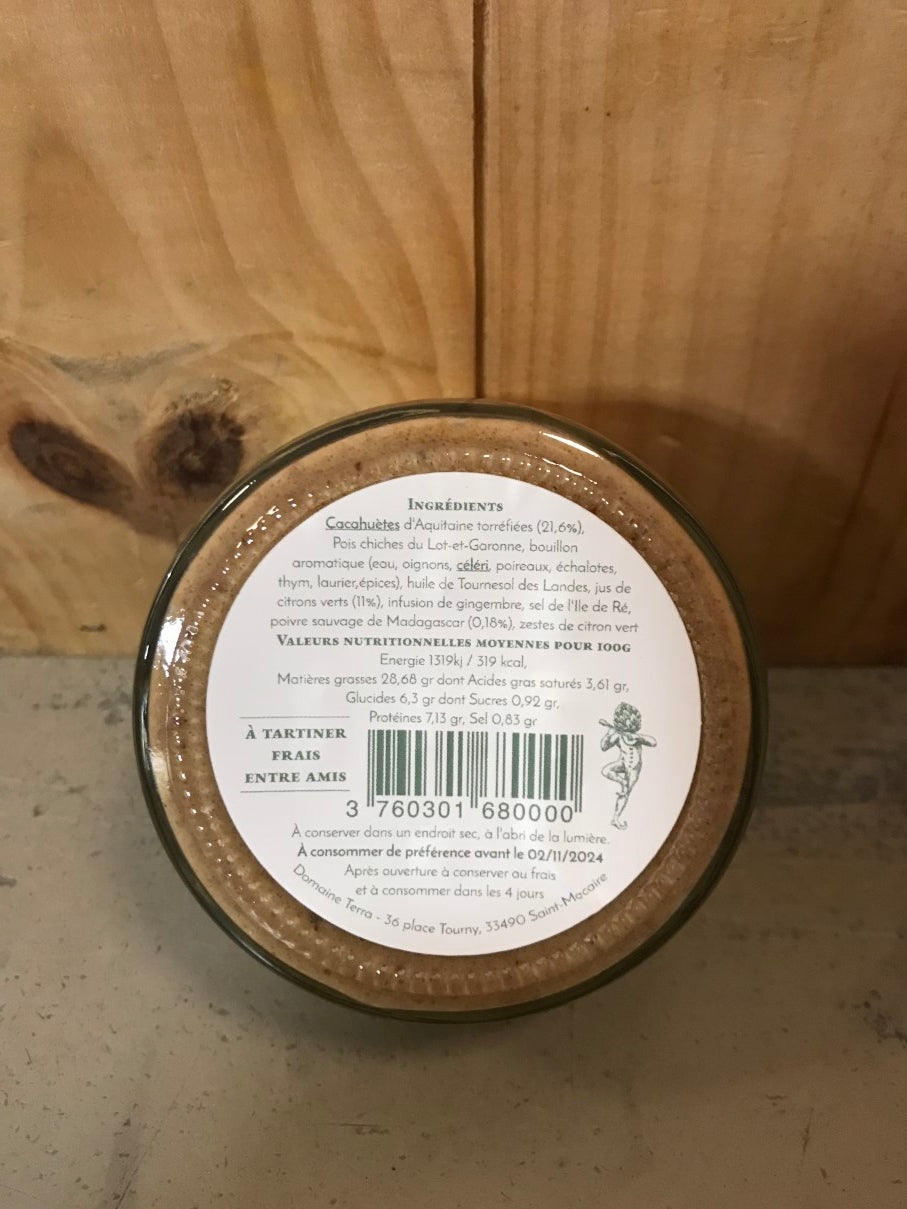 Ingrédients
Cacahuètes d'Aquitaine torréfiées (21,6%),
Pois chiches du Lot-et-Garonne, bouillon
aromatique (eau, oignons, céléri, poireaux, échalotes,
thym, laurier,épices), huile de Tournesol des Landes, jus de
citrons verts (11%), infusion de gingembre, sel de l'Ile de Ré,
poivre sauvage de Madagascar (0,18%), zestes de citron vert
Valeurs nutritionnelles moyennes pour 100g
Energie 1319kj / 319 kcal,
Matières grasses 28,68 gr dont Acides gras saturés 3,61 gr,
Glucides 6,3 gr dont Sucres 0,92 gr,
Protéines 7,13 gr, Sel 0,83 gr
À TARTINER
FRAIS
ENTRE AMIS
3 760301 680000
À conserver dans un endroit sec, à l'abri de la lumière.
À consommer de préférence avant le 02/11/2024
Après ouverture à conserver au frais
et à consommer dans les 4 jours
Domaine Terra - 36 place Tourny, 33490 Saint-Macaire